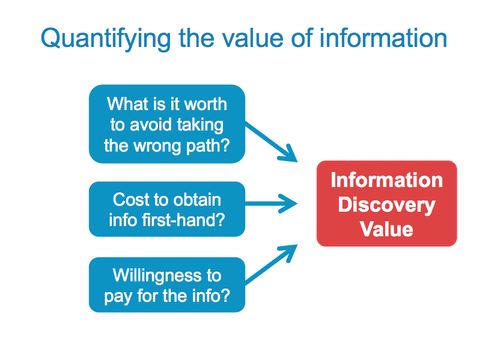 Quantifying the value of information
What is it worth
to avoid taking
the wrong path?
Cost to obtain
info first-hand?
Willingness to
pay for the info?
Information
Discovery
Value